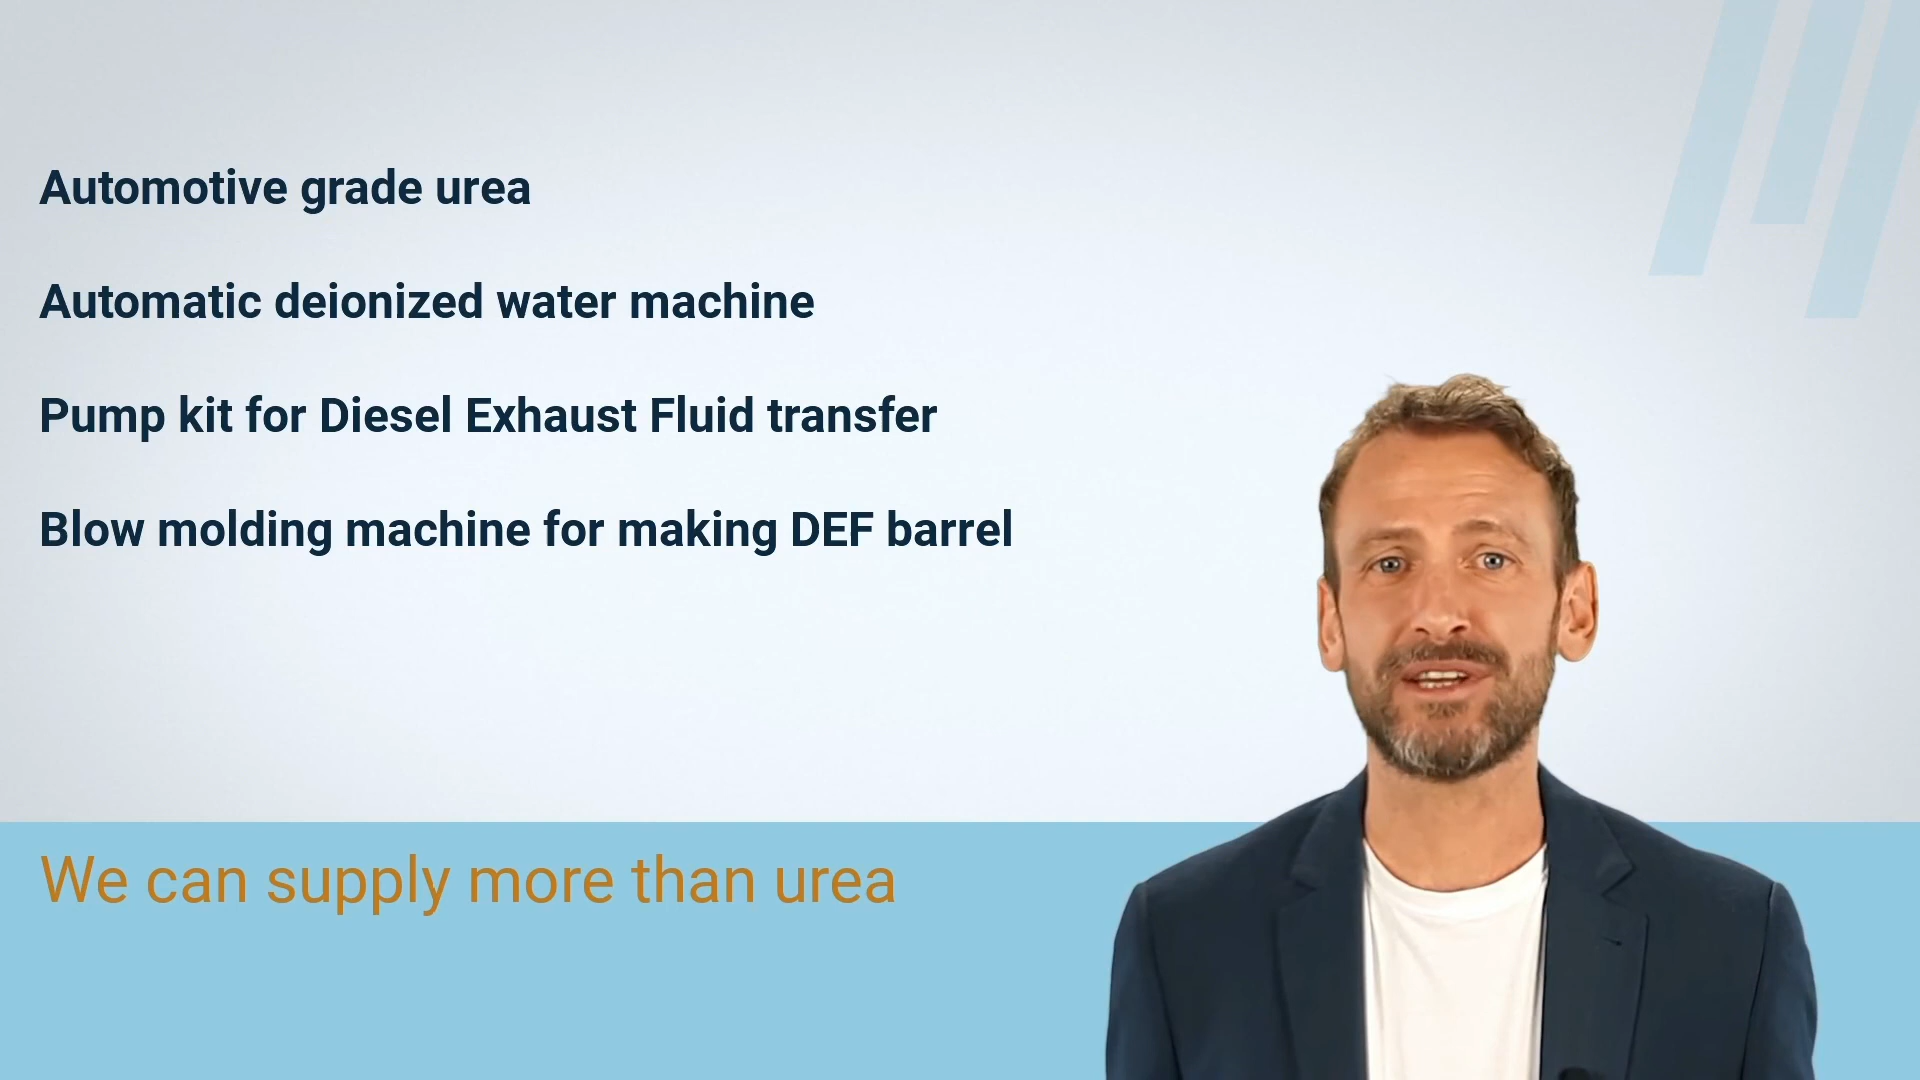 Automotive grade urea
Automatic deionized water machine
Pump kit for Diesel Exhaust Fluid transfer
Blow molding machine for making DEF barrel
We can supply more than urea